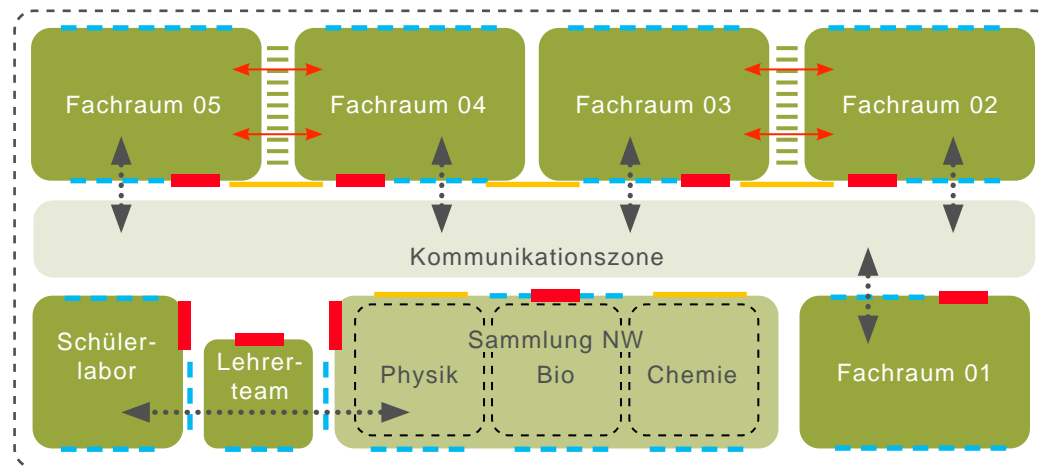 Fachraum 05
Fachraum 04
Fachraum 03
Fachraum 02
Kommunikationszone
Schüler-
labor
Lehrer-
team
Sammlung NW
Physik
Bio
Chemie
Fachraum 01